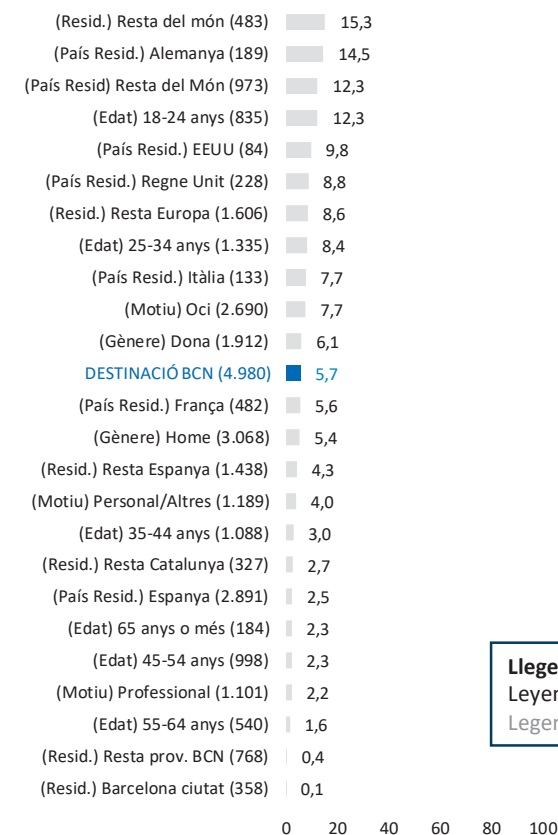 (Resid.) Resta del món (483) 15,3
(País Resid.) Alemanya (189) 14,5
(País Resid) Resta del Món (973) 12,3
(Edat) 18-24 anys (835) 12,3
(País Resid.) EEUU (84) 9,8
(País Resid.) Regne Unit (228) 8,8
(Resid.) Resta Europa (1.606) 8,6
(Edat) 25-34 anys (1.335) 8,4
(País Resid.) Itàlia (133) 7,7
(Motiu) Oci (2.690) 7,7
(Gènere) Dona (1.912) 6,1
DESTINACIÓ BCN (4.980) 5,7
(País Resid.) França (482) 5,6
(Gènere) Home (3.068) 5,4
(Resid.) Resta Espanya (1.438) 4,3
(Motiu) Personal/Altres (1.189) 4,0
(Edat) 35-44 anys (1.088) 3,0
(Resid.) Resta Catalunya (327) 2,7
(País Resid.) Espanya (2.891) 2,5
(Edat) 65 anys o més (184) 2,3
(Edat) 45-54 anys (998) 2,3
(Motiu) Professional (1.101) 2,2
(Edat) 55-64 anys (540) 1,6
(Resid.) Resta prov. BCN (768) 0,4
(Resid.) Barcelona ciutat (358) 0,1
0 20 40 60 80 100